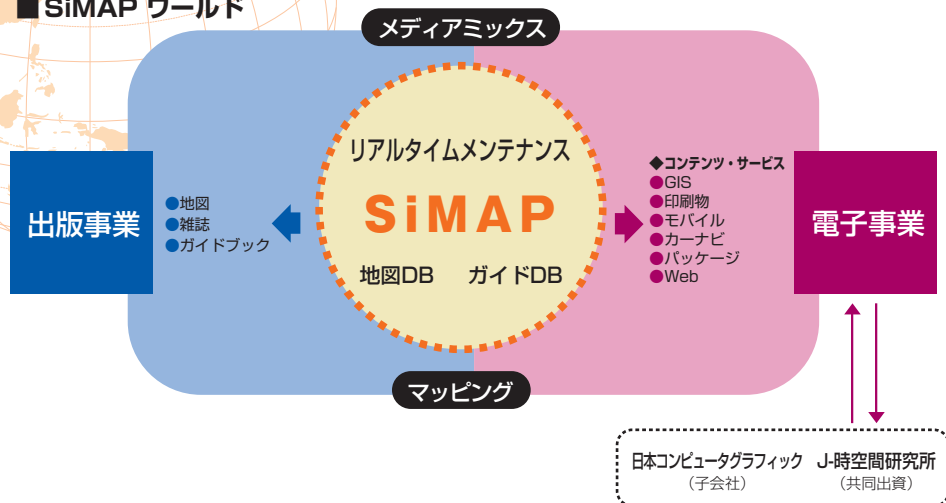 ■SiMAP ワールド
メディアミックス
リアルタイムメンテナンス
SiMAP
地図DB ガイドDB
出版事業
●地図
●雑誌
●ガイドブック
◆コンテンツ・サービス
●GIS
●印刷物
●モバイル
●カーナビ
●パッケージ
●Web
電子事業
マッピング
日本コンピュータグラフィック J-時空間研究所
（子会社） （共同出資）